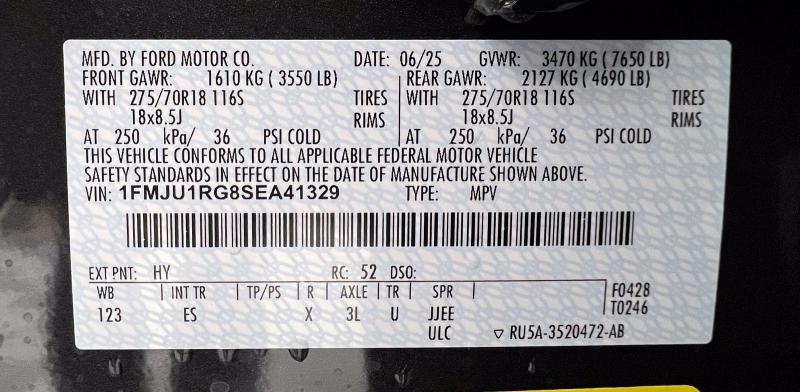 MFD. BY FORD MOTOR CO. DATE: 06/25 GVWR: 3470 KG ( 7650 LB)
FRONT GAWR: 1610 KG ( 3550 LB) REAR GAWR: 2127 KG ( 4690 LB)
WITH 275/70R18 116S TIRES WITH 275/70R18 116S TIRES
18x8.5J RIMS 18x8.5J RIMS
AT 250 kPa/ 36 PSI COLD AT 250 kPa/ 36 PSI COLD
THIS VEHICLE CONFORMS TO ALL APPLICABLE FEDERAL MOTOR VEHICLE
SAFETY STANDARDS IN EFFECT ON THE DATE OF MANUFACTURE SHOWN ABOVE.
VIN: 1FMJU1RG8SEA41329 TYPE: MPV
EXT PNT: HY RC: 52 DSO:
WB | INT TR | TP/PS | R | AXLE | TR | SPR | F0428
123 ES X 3L U JJEE T0246
ULC ▽ RU5A-3520472-AB